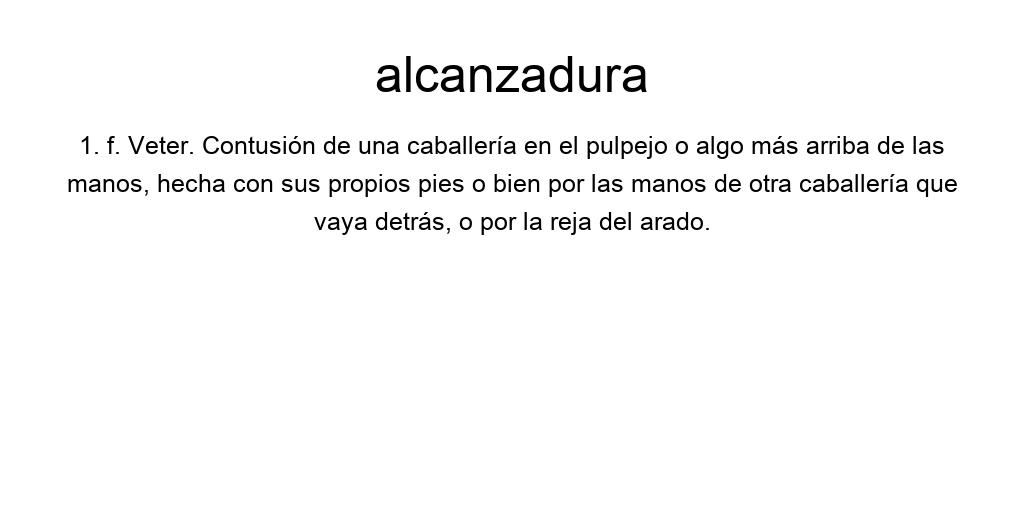 alcanzadura
1. f. Veter. Contusión de una caballería en el pulpejo o algo más arriba de las
manos, hecha con sus propios pies o bien por las manos de otra caballería que
vaya detrás, o por la reja del arado.